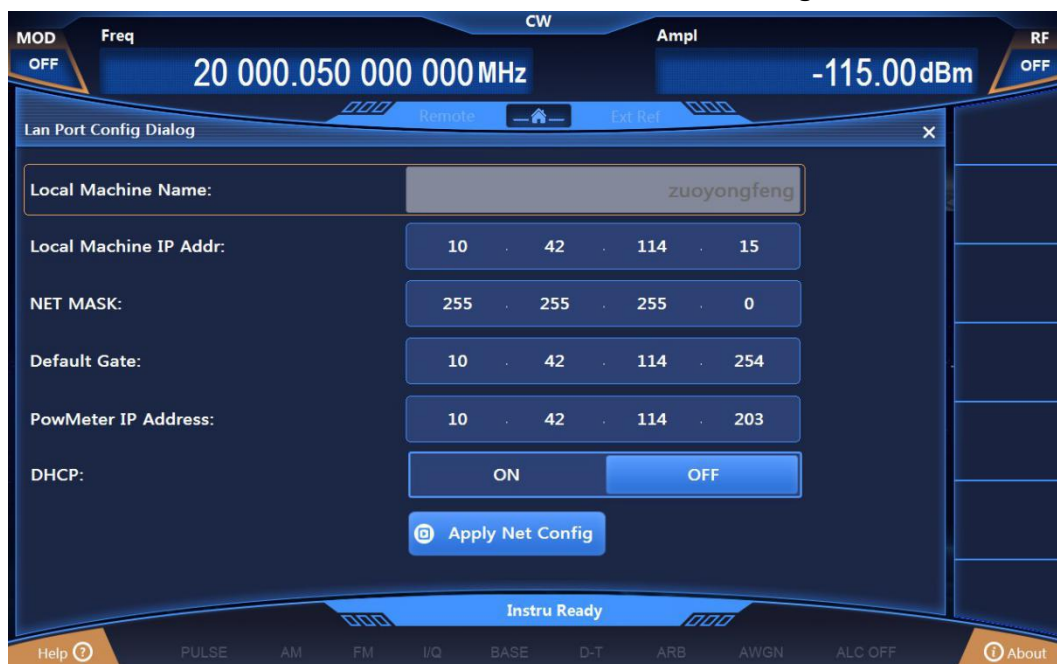 CW
MOD Freq Ampl RF
OFF 20 000.050 000 000 MHz -115.00 dBm OFF
Remote Ext Ref
Lan Port Config Dialog ×
Local Machine Name: zuoyongfeng
Local Machine IP Addr: 10 . 42 . 114 . 15
NET MASK: 255 . 255 . 255 . 0
Default Gate: 10 . 42 . 114 . 254
PowMeter IP Address: 10 . 42 . 114 . 203
DHCP: ON OFF
Apply Net Config
Instru Ready
Help ? PULSE AM FM I/Q BASE D-T ARB AWGN ALC OFF i About